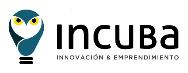 INCUBA
INNOVACIÓN & EMPRENDIMIENTO